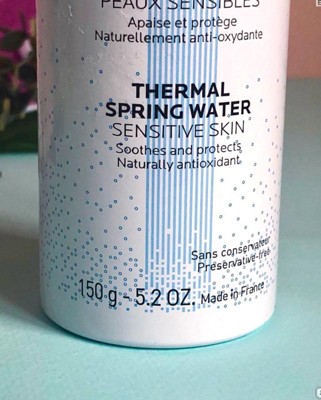 PEAUX SENSIBLES
Apaise et protège
Naturellement anti-oxydante
THERMAL
SPRING WATER
SENSITIVE SKIN
Soothes and protects
Naturally antioxidant
Sans conservateur
Preservative-free
150 g - 5.2 OZ. Made in France